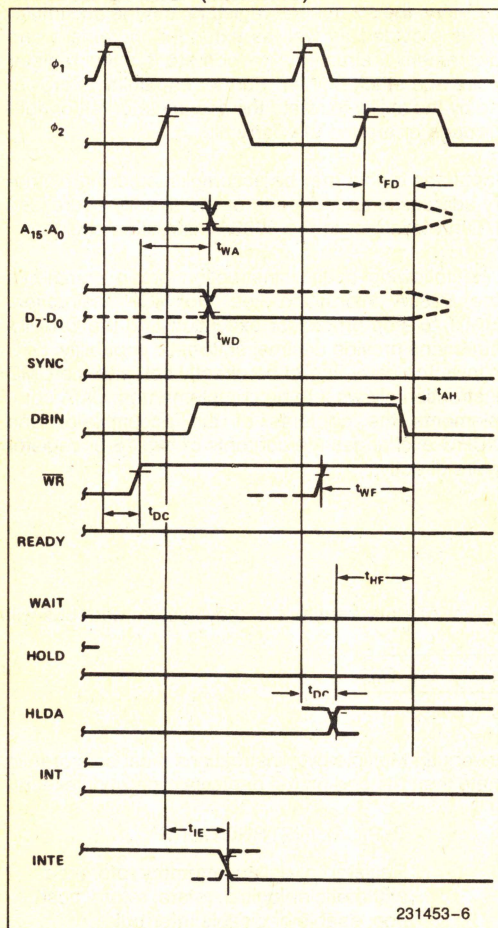 φ1
φ2
tFD
A15-A0
tWA
D7-D0
tWD
SYNC
tAH
DBIN
WR
tWF
tDC
READY
tHF
WAIT
HOLD
tDC
HLDA
INT
tIE
INTE
231453–6